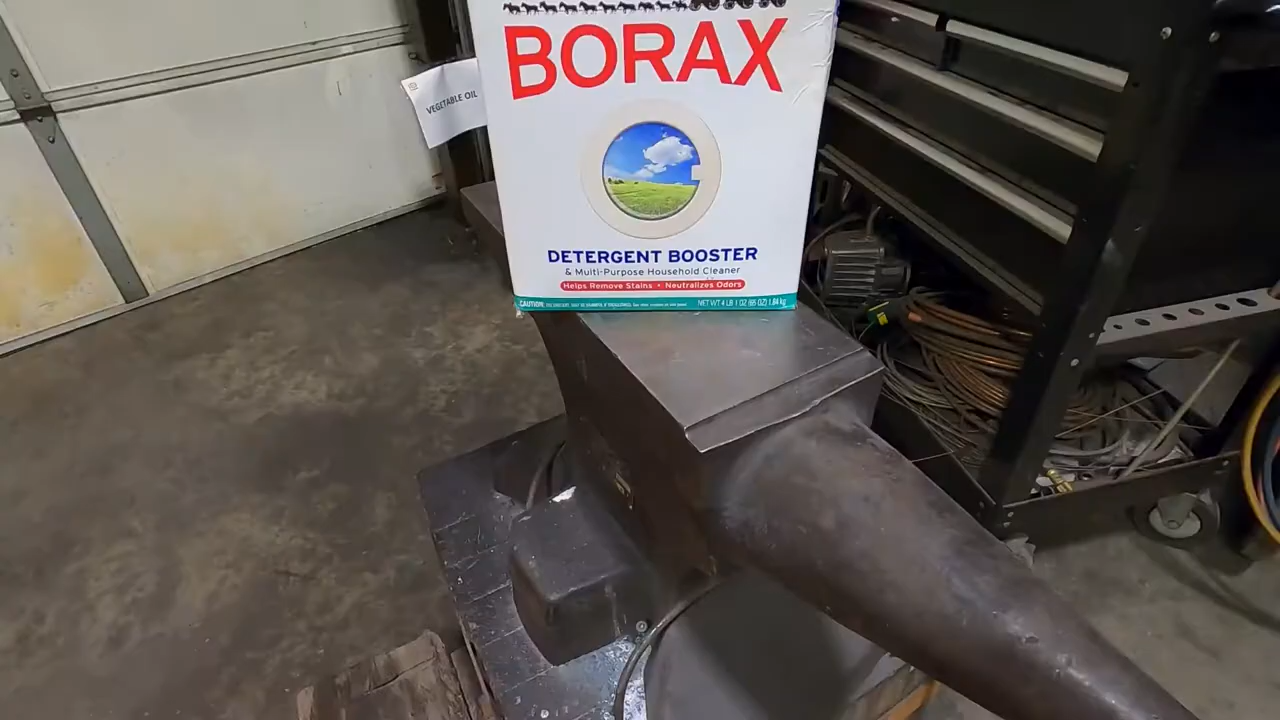 BORAX
VEGETABLE OIL
DETERGENT BOOSTER
& Multi-Purpose Household Cleaner
Helps Remove Stains • Neutralizes Odors
CAUTION:
NET WT 4 LB 1 OZ (65 OZ) 1.84 kg